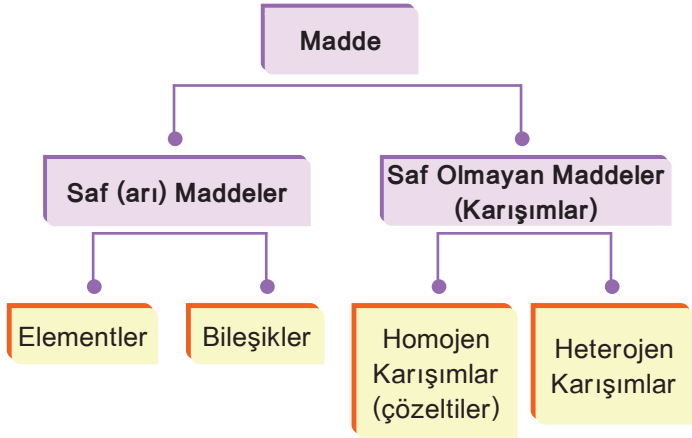 Madde
Saf (arı) Maddeler
Saf Olmayan Maddeler
(Karışımlar)
Elementler
Bileşikler
Homojen
Karışımlar
(çözeltiler)
Heterojen
Karışımlar